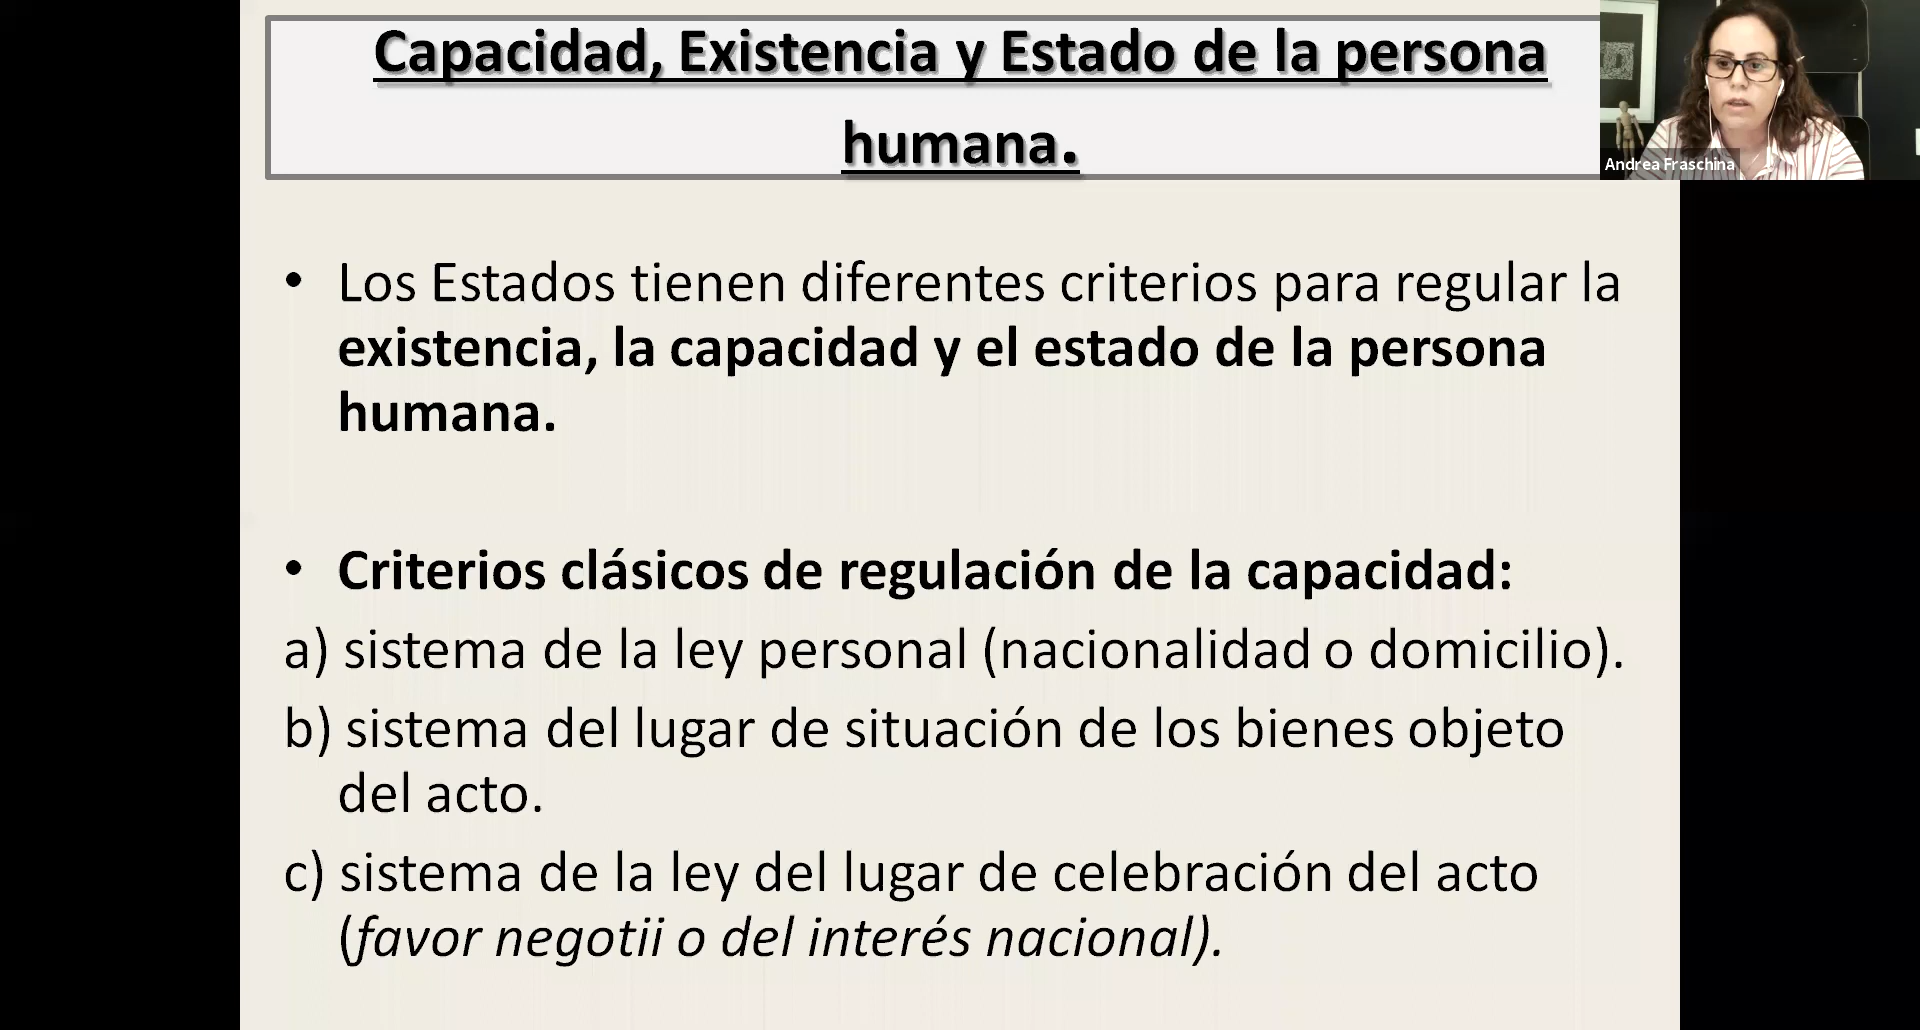 Capacidad, Existencia y Estado de la persona
humana.
Andrea Fraschina
• Los Estados tienen diferentes criterios para regular la
existencia, la capacidad y el estado de la persona
humana.
• Criterios clásicos de regulación de la capacidad:
a) sistema de la ley personal (nacionalidad o domicilio).
b) sistema del lugar de situación de los bienes objeto
del acto.
c) sistema de la ley del lugar de celebración del acto
(favor negotii o del interés nacional).